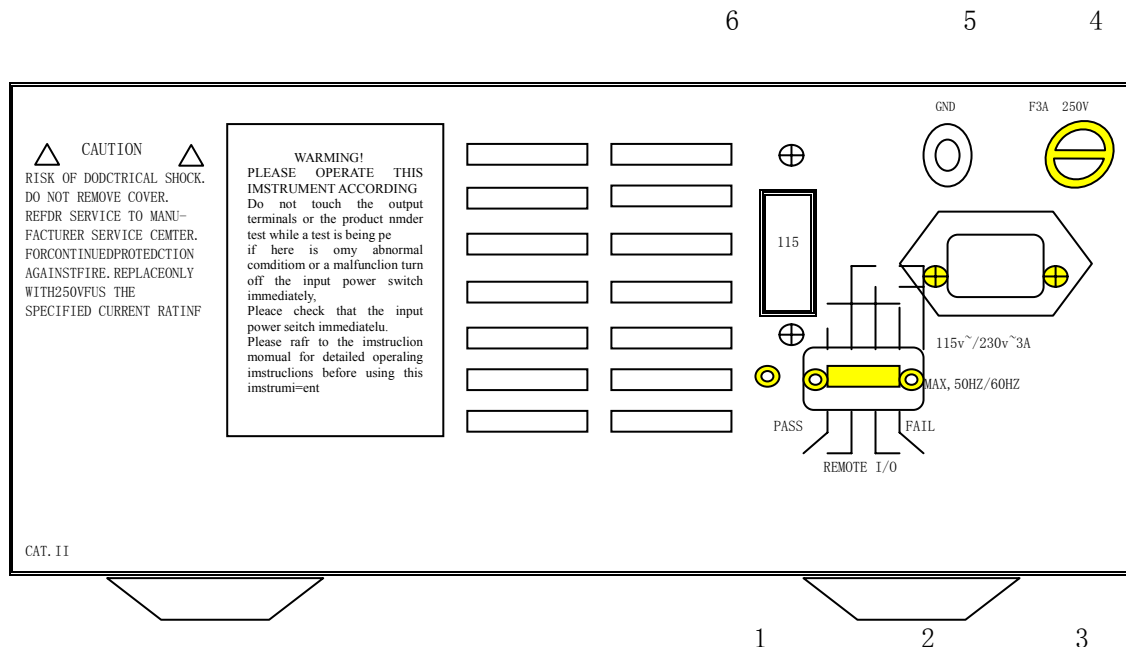 6 5 4
CAUTION
RISK OF DODCTRICAL SHOCK.
DO NOT REMOVE COVER.
REFDR SERVICE TO MANU-
FACTURER SERVICE CEMTER.
FORCONTINUEDPROTEDCTION
AGAINSTFIRE.REPLACEONLY
WITH250VFUS THE
SPECIFIED CURRENT RATINF
WARMING!
PLEASE OPERATE THIS
IMSTRUMENT ACCORDING
Do not touch the output
terminals or the product nmder
test while a test is being pe
if here is omy abnormal
comditiom or a malfunclion turn
off the input power switch
immediately,
Pleace check that the input
power seitch immediatelu.
Please rafr to the imstruclion
momual for detailed operaling
imstruclions before using this
imstrumi=ent
115
GND
F3A 250V
115v~/230v~3A
MAX,50HZ/60HZ
PASS
FAIL
REMOTE I/O
CAT.II
1 2 3